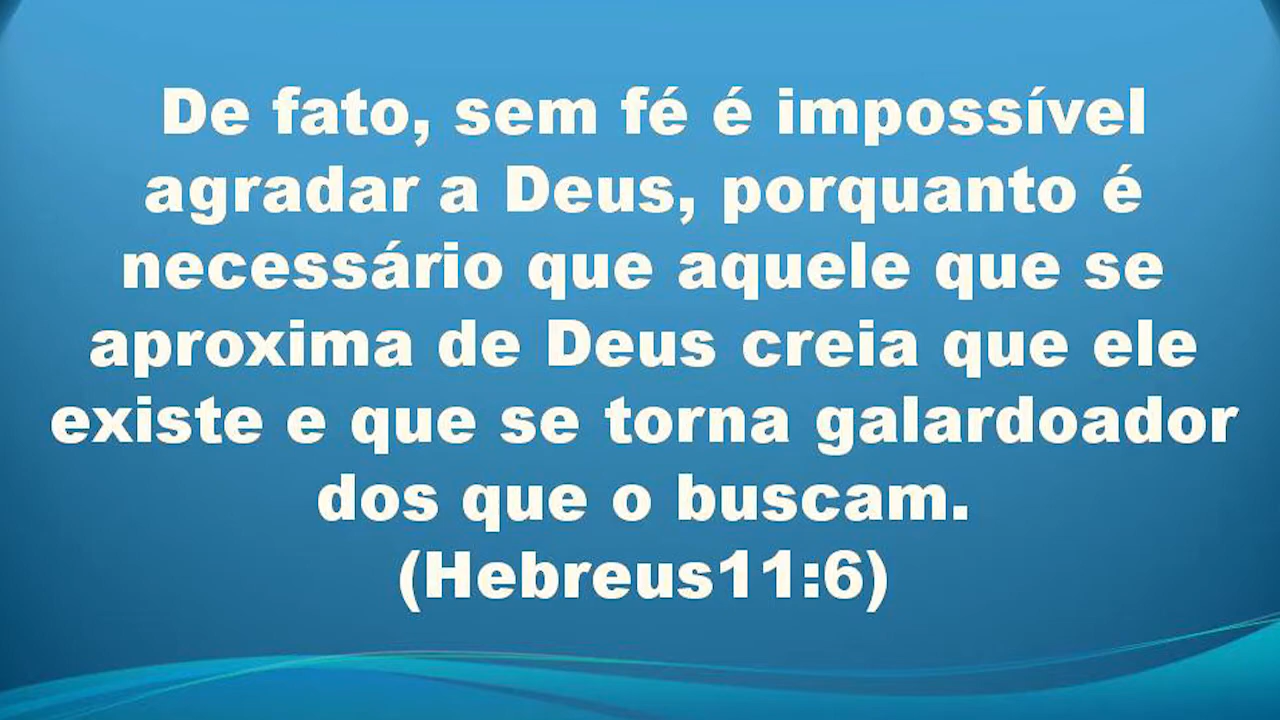 De fato, sem fé é impossível
agradar a Deus, porquanto é
necessário que aquele que se
aproxima de Deus creia que ele
existe e que se torna galardoador
dos que o buscam.
(Hebreus11:6)